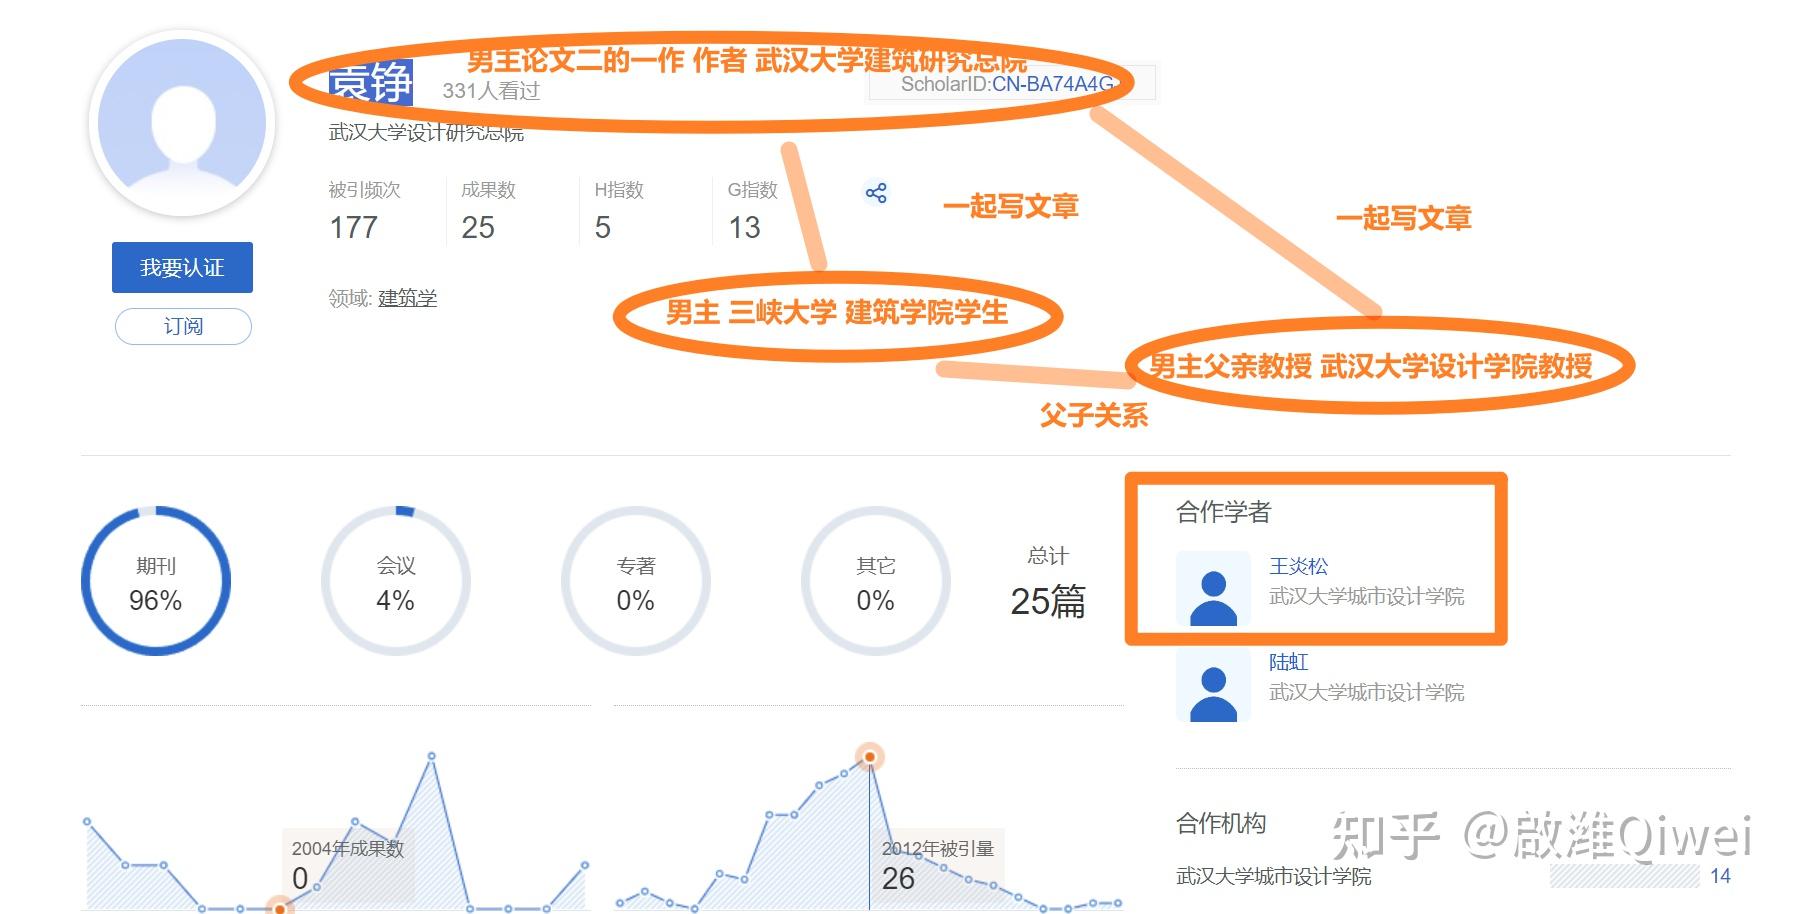 男主论文二的一作 作者 武汉大学建筑研究总院
袁铮
331人看过
ScholarID:CN-BA74A4G
武汉大学设计研究总院
被引频次
成果数
H指数
G指数
177
25
5
13
一起写文章
一起写文章
我要认证
订阅
领域: 建筑学
男主 三峡大学 建筑学院学生
男主父亲教授 武汉大学设计学院教授
父子关系
期刊
96%
会议
4%
专著
0%
其它
0%
总计
25篇
合作学者
王炎松
武汉大学城市设计学院
陆虹
武汉大学城市设计学院
2004年成果数
0
2012年被引量
26
合作机构
武汉大学城市设计学院
14
知乎 @啟潍Qiwei